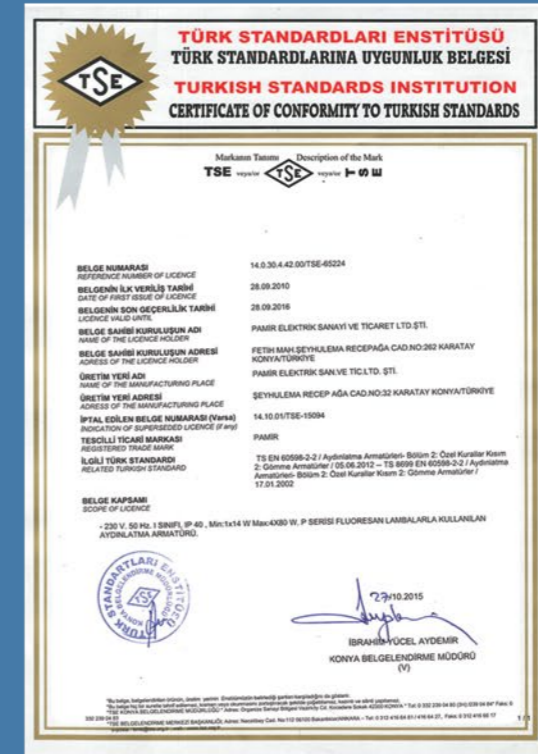 TSE
TÜRK STANDARDLARI ENSTİTÜSÜ
TÜRK STANDARDLARINA UYGUNLUK BELGESİ
TURKISH STANDARDS INSTITUTION
CERTIFICATE OF CONFORMITY TO TURKISH STANDARDS
Markanın Tanımı Description of the Mark
TSE veya/or TSE veya/or TSE
BELGE NUMARASI 14.0.30.4.42.00/TSE-65224
REFERENCE NUMBER OF LICENCE
BELGENİN İLK VERİLİŞ TARİHİ 28.09.2010
DATE OF FIRST ISSUE OF LICENCE
BELGENİN SON GEÇERLİLİK TARİHİ 28.09.2016
LICENCE VALID UNTIL
BELGE SAHİBİ KURULUŞUN ADI PAMİR ELEKTRİK SANAYİ VE TİCARET LTD.ŞTİ.
NAME OF THE LICENCE HOLDER
BELGE SAHİBİ KURULUŞUN ADRESİ FETİH MAH.ŞEYHULEMA RECEPAĞA CAD.NO:262 KARATAY
ADRESS OF THE LICENCE HOLDER KONYA/TÜRKİYE
ÜRETİM YERİ ADI PAMİR ELEKTRİK SAN.VE TİC.LTD. ŞTİ.
NAME OF THE MANUFACTURING PLACE
ÜRETİM YERİ ADRESİ ŞEYHULEMA RECEP AĞA CAD.NO:32 KARATAY KONYA/TÜRKİYE
ADRESS OF THE MANUFACTURING PLACE
İPTAL EDİLEN BELGE NUMARASI (Varsa) 14.10.01/TSE-15094
INDICATION OF SUPERSEDED LICENCE (if any)
TESCİLLİ TİCARİ MARKASI PAMİR
REGISTERED TRADE MARK
İLGİLİ TÜRK STANDARDI TS EN 60598-2-2 / Aydınlatma Armatürleri- Bölüm 2: Özel Kurallar Kısım
RELATED TURKISH STANDARD 2: Gömme Armatürler / 05.06.2012 -- TS 8699 EN 60598-2-2 / Aydınlatma
Armatürleri- Bölüm 2: Özel Kurallar Kısım 2: Gömme Armatürler /
17.01.2002
BELGE KAPSAMI
SCOPE OF LICENCE
- 230 V. 50 Hz. I SINIFI, IP 40 , Min:1x14 W Max:4X80 W, P SERİSİ FLUORESAN LAMBALARLA KULLANILAN
AYDINLATMA ARMATÜRÜ.
TSE
27/10.2015
İBRAHİM YÜCEL AYDEMİR
KONYA BELGELENDİRME MÜDÜRÜ
(V)
1/1